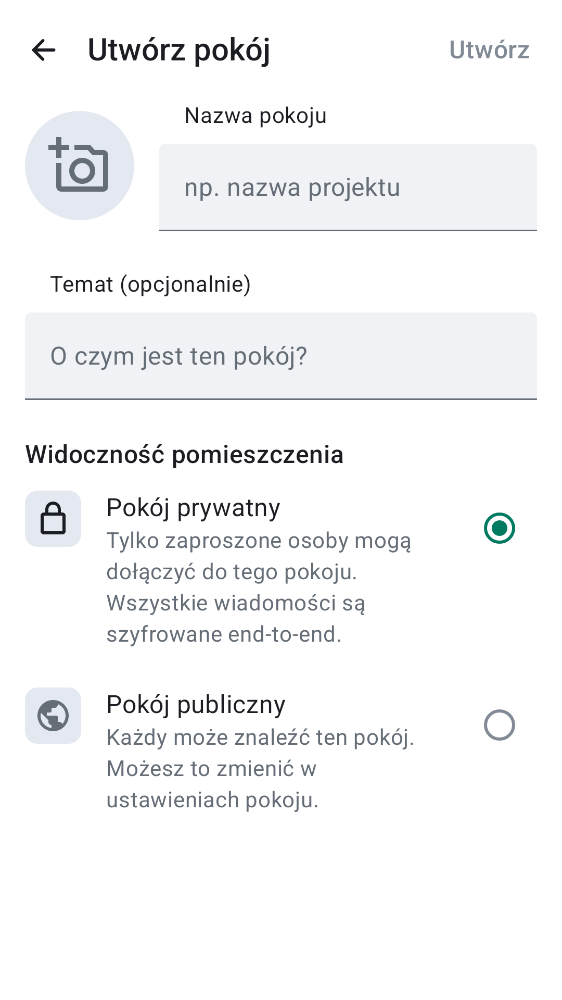 Utwórz pokój
Utwórz
Nazwa pokoju
np. nazwa projektu
Temat (opcjonalnie)
O czym jest ten pokój?
Widoczność pomieszczenia
Pokój prywatny
Tylko zaproszone osoby mogą
dołączyć do tego pokoju.
Wszystkie wiadomości są
szyfrowane end-to-end.
Pokój publiczny
Każdy może znaleźć ten pokój.
Możesz to zmienić w
ustawieniach pokoju.